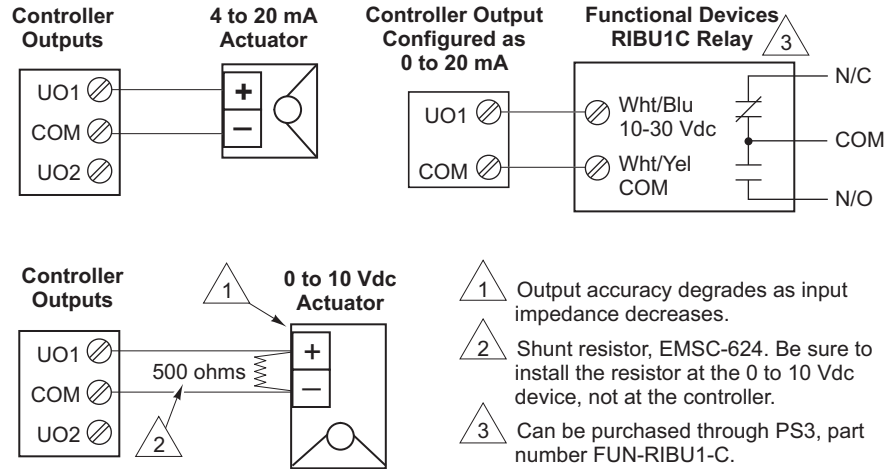 Controller
Outputs
UO1
COM
UO2
4 to 20 mA
Actuator
+
−
Controller Output
Configured as
0 to 20 mA
UO1
COM
Functional Devices
RIBU1C Relay
3
Wht/Blu
10-30 Vdc
Wht/Yel
COM
N/C
COM
N/O
Controller
Outputs
UO1
COM
UO2
500 ohms
2
1
0 to 10 Vdc
Actuator
+
−
1 Output accuracy degrades as input
impedance decreases.
2 Shunt resistor, EMSC-624. Be sure to
install the resistor at the 0 to 10 Vdc
device, not at the controller.
3 Can be purchased through PS3, part
number FUN-RIBU1-C.